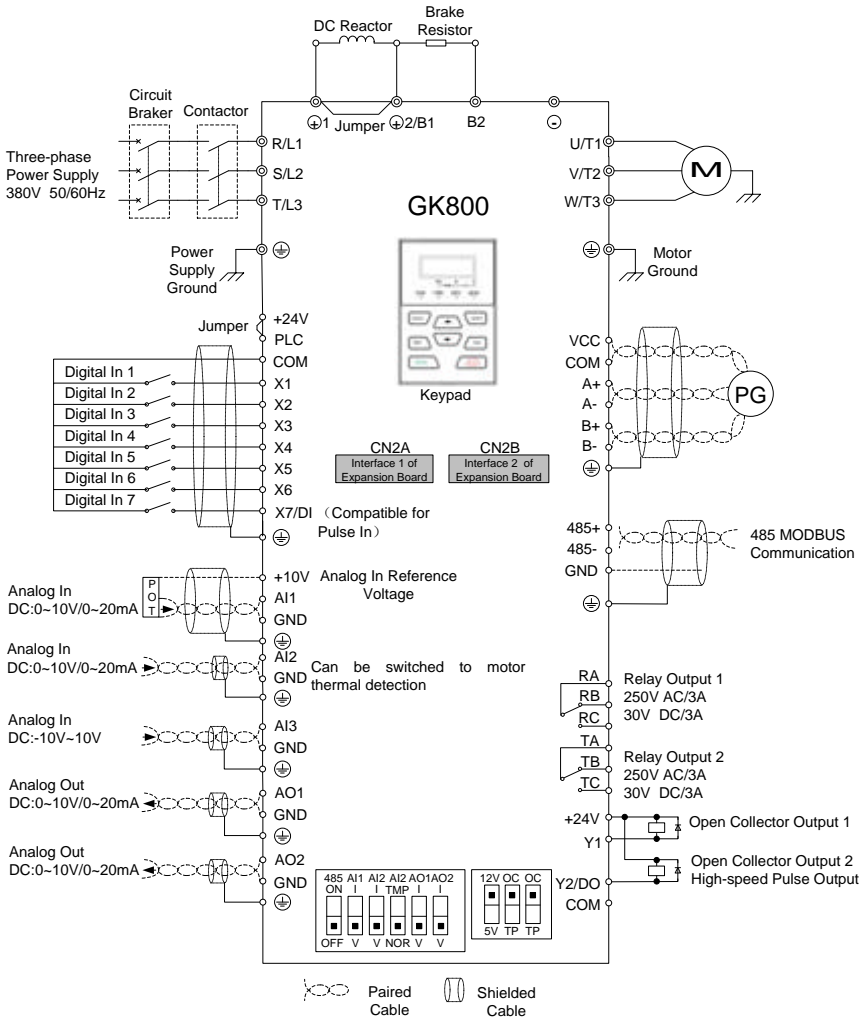 DC Reactor
Brake
Resistor
+1 Jumper +2/B1 B2 -
Circuit
Braker
Contactor
Three-phase
Power Supply
380V 50/60Hz
R/L1
S/L2
T/L3
Power
Supply
Ground
GK800
Keypad
U/T1
V/T2
W/T3
M
Motor
Ground
Jumper
+24V
PLC
COM
Digital In 1
X1
Digital In 2
X2
Digital In 3
X3
Digital In 4
X4
Digital In 5
X5
Digital In 6
X6
Digital In 7
X7/DI （Compatible for
Pulse In）
CN2A
Interface 1 of
Expansion Board
CN2B
Interface 2 of
Expansion Board
VCC
COM
A+
A-
B+
B-
PG
485+
485-
GND
485 MODBUS
Communication
Analog In
DC:0~10V/0~20mA
P
O
T
+10V Analog In Reference
Voltage
AI1
GND
Analog In
DC:0~10V/0~20mA
AI2
GND
Can be switched to motor
thermal detection
Analog In
DC:-10V~10V
AI3
GND
Analog Out
DC:0~10V/0~20mA
AO1
GND
Analog Out
DC:0~10V/0~20mA
AO2
GND
RA
RB
RC
Relay Output 1
250V AC/3A
30V DC/3A
TA
TB
TC
Relay Output 2
250V AC/3A
30V DC/3A
+24V
Y1
Open Collector Output 1
Y2/DO
COM
Open Collector Output 2
High-speed Pulse Output
485 AI1 AI2 AI2 AO1AO2
ON I I TMP I I
OFF V V NOR V V
12V OC OC
5V TP TP
Paired
Cable
Shielded
Cable